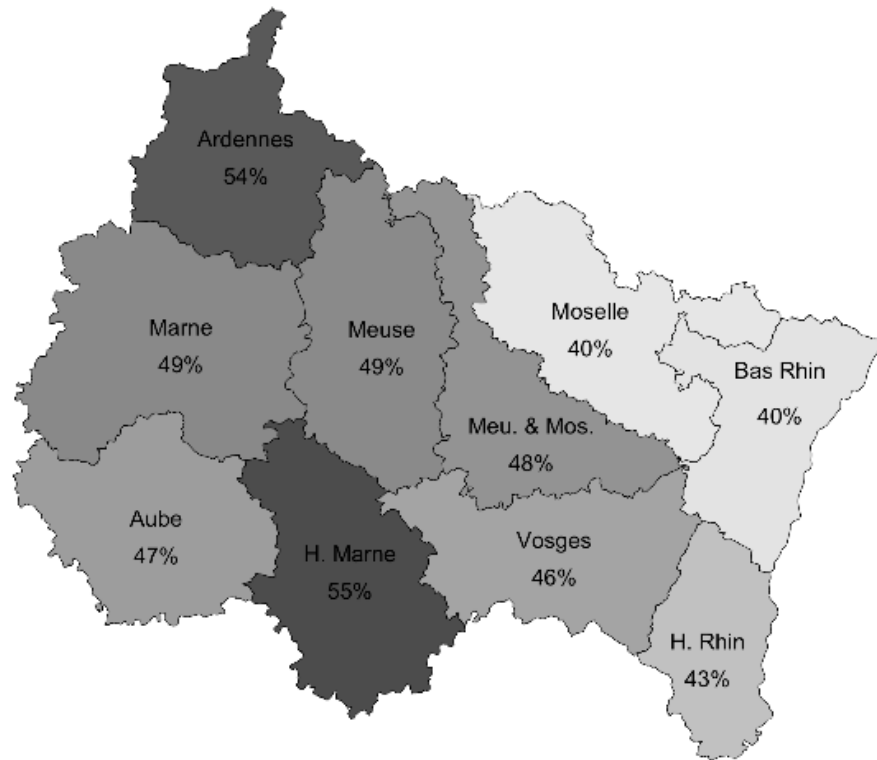 Ardennes
54%
Marne
49%
Meuse
49%
Moselle
40%
Bas Rhin
40%
Meu. & Mos.
48%
Aube
47%
H. Marne
55%
Vosges
46%
H. Rhin
43%